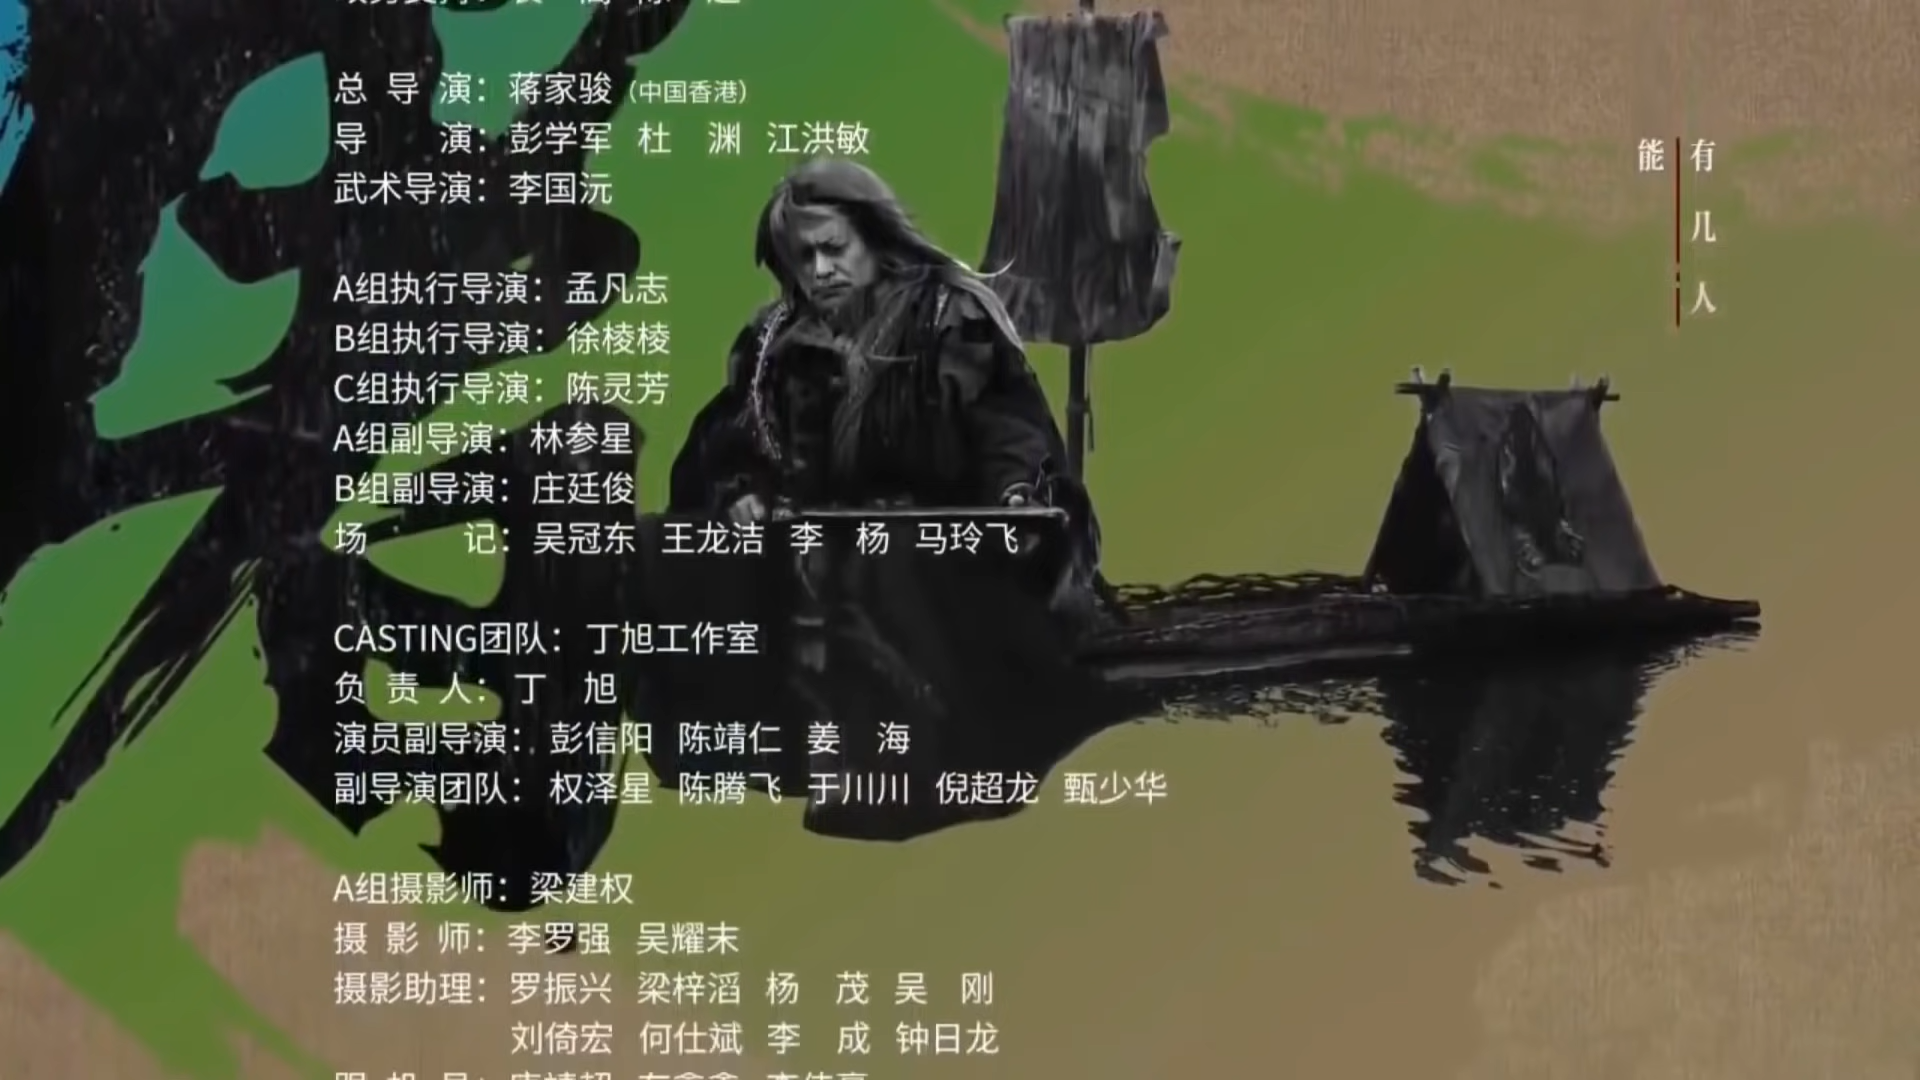 总 导 演：蒋家骏（中国香港）
导 演：彭学军 杜 渊 江洪敏
武术导演：李国沅
A组执行导演：孟凡志
B组执行导演：徐棱棱
C组执行导演：陈灵芳
A组副导演：林参星
B组副导演：庄廷俊
场 记：吴冠东 王龙洁 李 杨 马玲飞
CASTING团队：丁旭工作室
负 责 人：丁 旭
演员副导演：彭信阳 陈靖仁 姜 海
副导演团队：权泽星 陈腾飞 于川川 倪超龙 甄少华
A组摄影师：梁建权
摄 影 师：李罗强 吴耀末
摄影助理：罗振兴 梁梓滔 杨 茂 吴 刚
刘倚宏 何仕斌 李 成 钟日龙
有几人
能